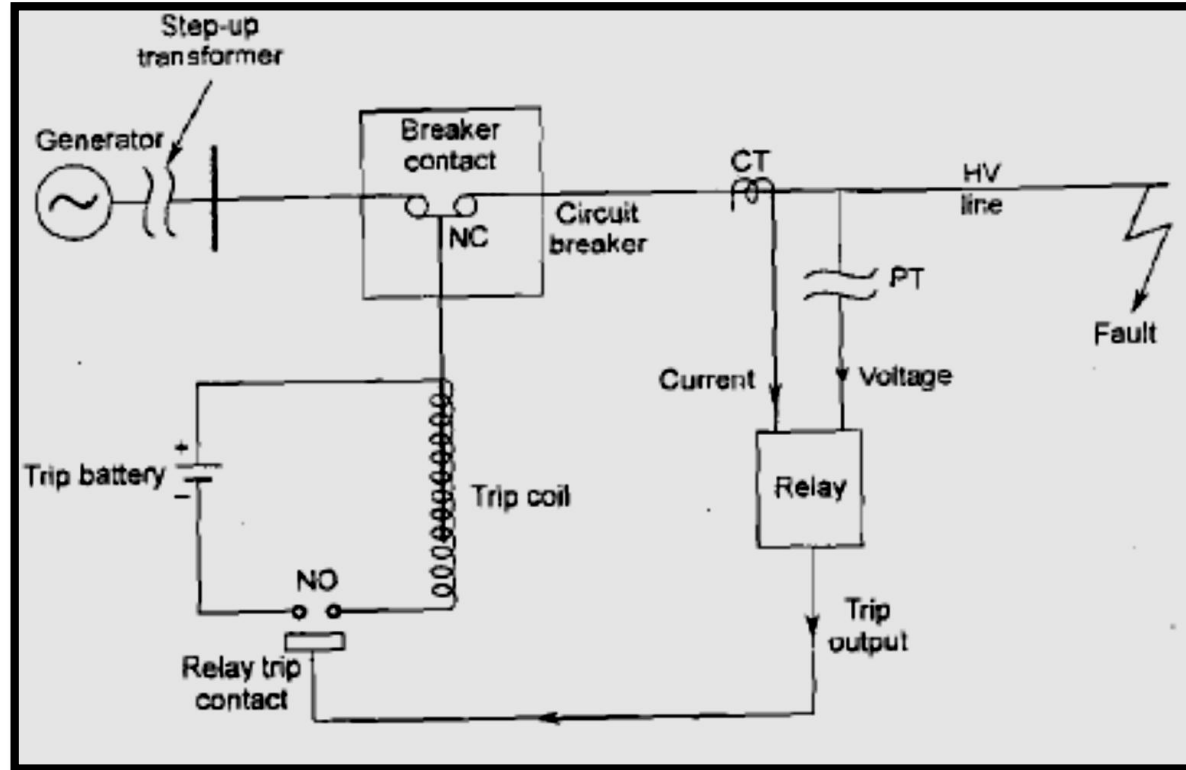 Step-up
transformer
Generator
Breaker
contact
NC
Circuit
breaker
CT
HV
line
PT
Fault
Current
Voltage
Relay
+
Trip battery
−
Trip coil
NO
Relay trip
contact
Trip
output